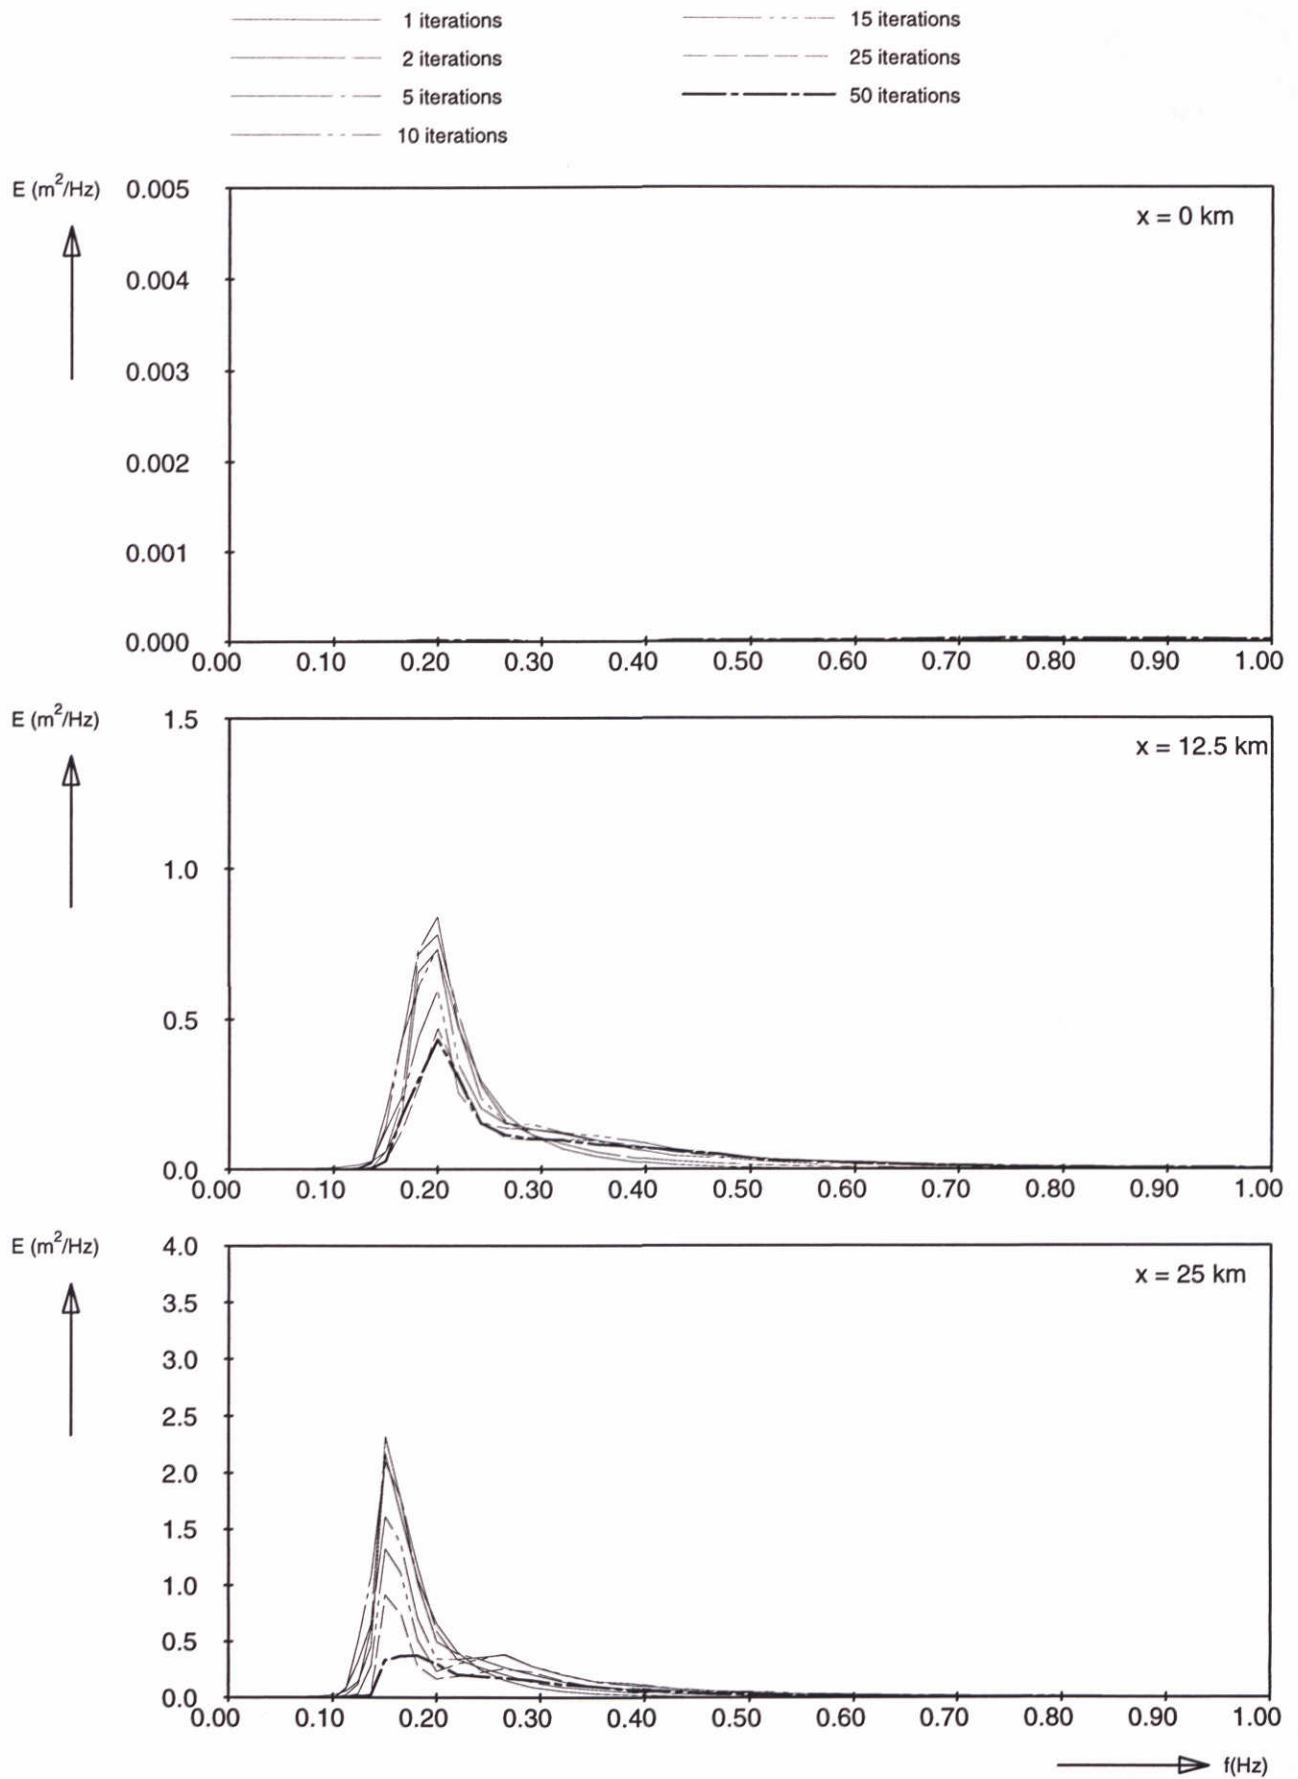 1 iterations
2 iterations
5 iterations
10 iterations
15 iterations
25 iterations
50 iterations
E (m²/Hz)
0.005
0.004
0.003
0.002
0.001
0.000
x = 0 km
0.00 0.10 0.20 0.30 0.40 0.50 0.60 0.70 0.80 0.90 1.00
E (m²/Hz)
1.5
1.0
0.5
0.0
x = 12.5 km
0.00 0.10 0.20 0.30 0.40 0.50 0.60 0.70 0.80 0.90 1.00
E (m²/Hz)
4.0
3.5
3.0
2.5
2.0
1.5
1.0
0.5
0.0
x = 25 km
0.00 0.10 0.20 0.30 0.40 0.50 0.60 0.70 0.80 0.90 1.00
f(Hz)